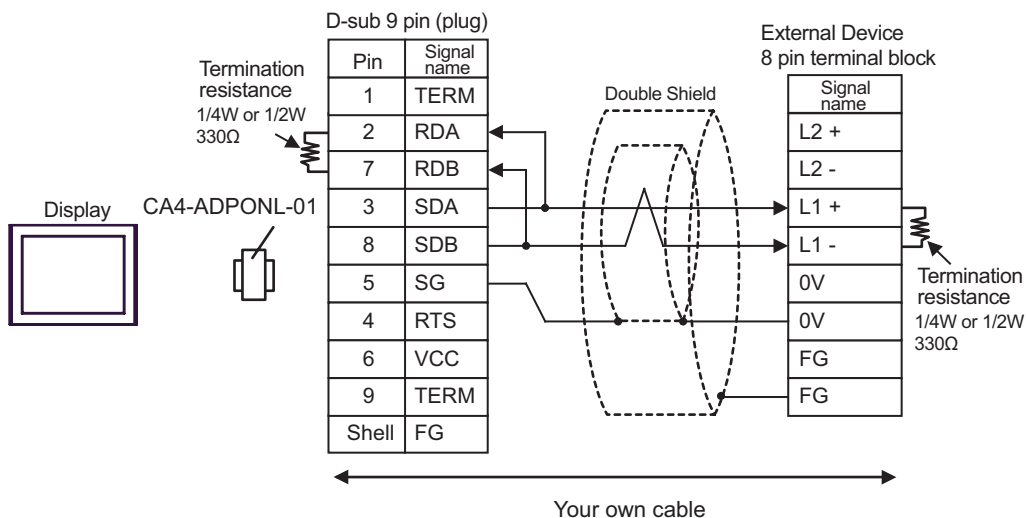 D-sub 9 pin (plug)
External Device
8 pin terminal block
Termination
resistance
1/4W or 1/2W
330Ω
Pin
Signal
name
1 TERM
2 RDA
7 RDB
3 SDA
8 SDB
5 SG
4 RTS
6 VCC
9 TERM
Shell FG
Display
CA4-ADPONL-01
Double Shield
Signal
name
L2 +
L2 -
L1 +
L1 -
0V
0V
FG
FG
Termination
resistance
1/4W or 1/2W
330Ω
Your own cable